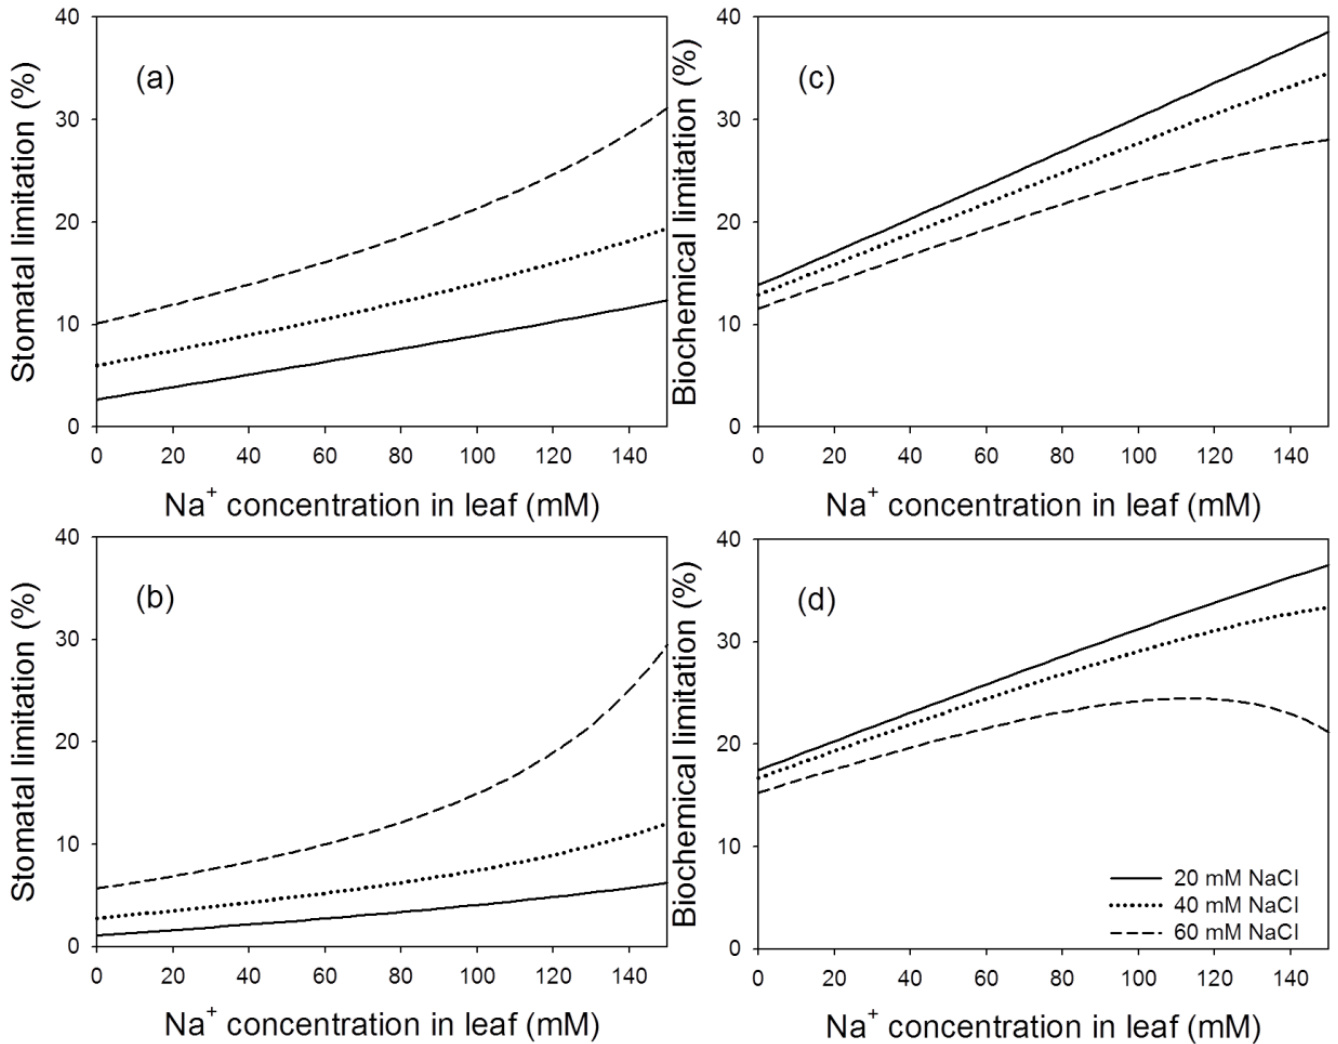 Stomatal limitation (%)
40
30
20
10
0
(a)
0 20 40 60 80 100 120 140
Na⁺ concentration in leaf (mM)
Biochemical limitation (%)
40
30
20
10
0
(c)
0 20 40 60 80 100 120 140
Na⁺ concentration in leaf (mM)
Stomatal limitation (%)
40
30
20
10
0
(b)
0 20 40 60 80 100 120 140
Na⁺ concentration in leaf (mM)
Biochemical limitation (%)
40
30
20
10
0
(d)
20 mM NaCl
40 mM NaCl
60 mM NaCl
0 20 40 60 80 100 120 140
Na⁺ concentration in leaf (mM)